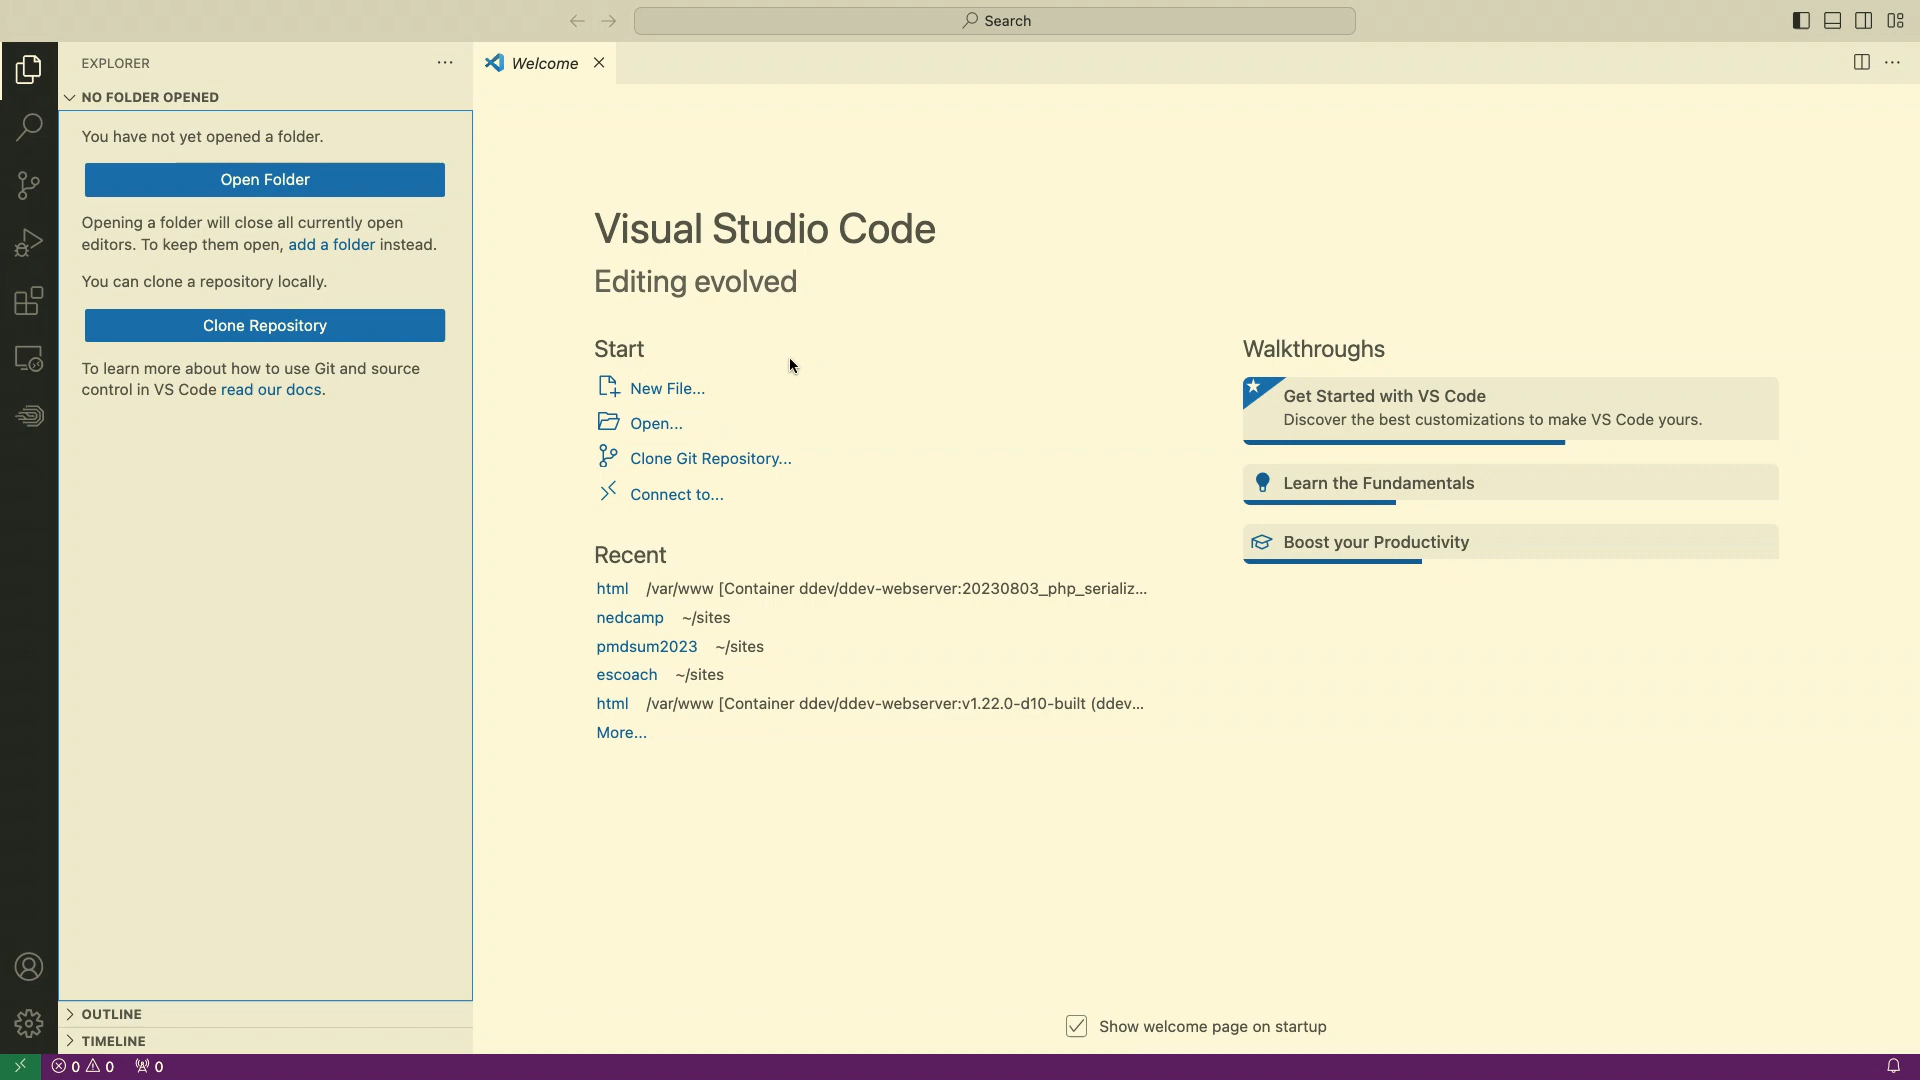 Search
EXPLORER
Welcome
NO FOLDER OPENED
You have not yet opened a folder.
Open Folder
Opening a folder will close all currently open
editors. To keep them open, add a folder instead.
You can clone a repository locally.
Clone Repository
To learn more about how to use Git and source
control in VS Code read our docs.
OUTLINE
TIMELINE
Visual Studio Code
Editing evolved
Start
New File...
Open...
Clone Git Repository...
Connect to...
Recent
html /var/www [Container ddev/ddev-webserver:20230803_php_serializ...
nedcamp ~/sites
pmdsum2023 ~/sites
escoach ~/sites
html /var/www [Container ddev/ddev-webserver:v1.22.0-d10-built (ddev...
More...
Walkthroughs
Get Started with VS Code
Discover the best customizations to make VS Code yours.
Learn the Fundamentals
Boost your Productivity
Show welcome page on startup
0 0 0